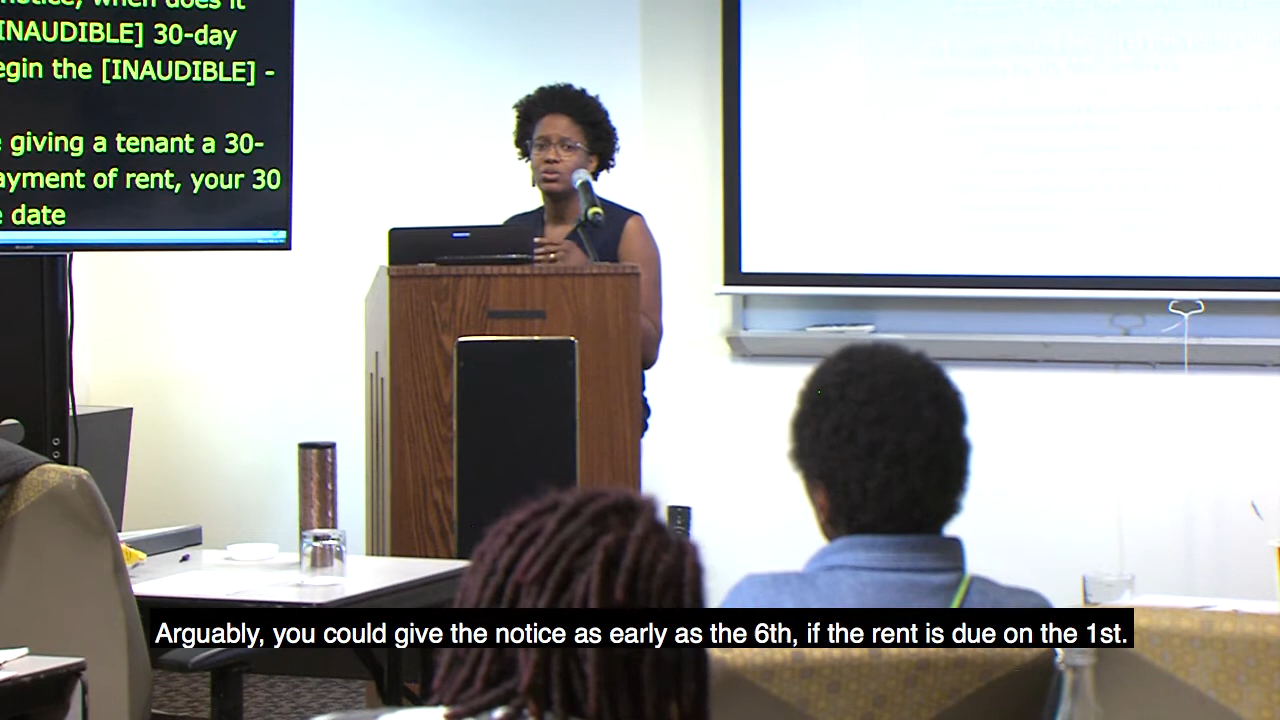 notice, when does it
[INAUDIBLE] 30-day
egin the [INAUDIBLE] -
giving a tenant a 30-
ayment of rent, your 30
date
Arguably, you could give the notice as early as the 6th, if the rent is due on the 1st.